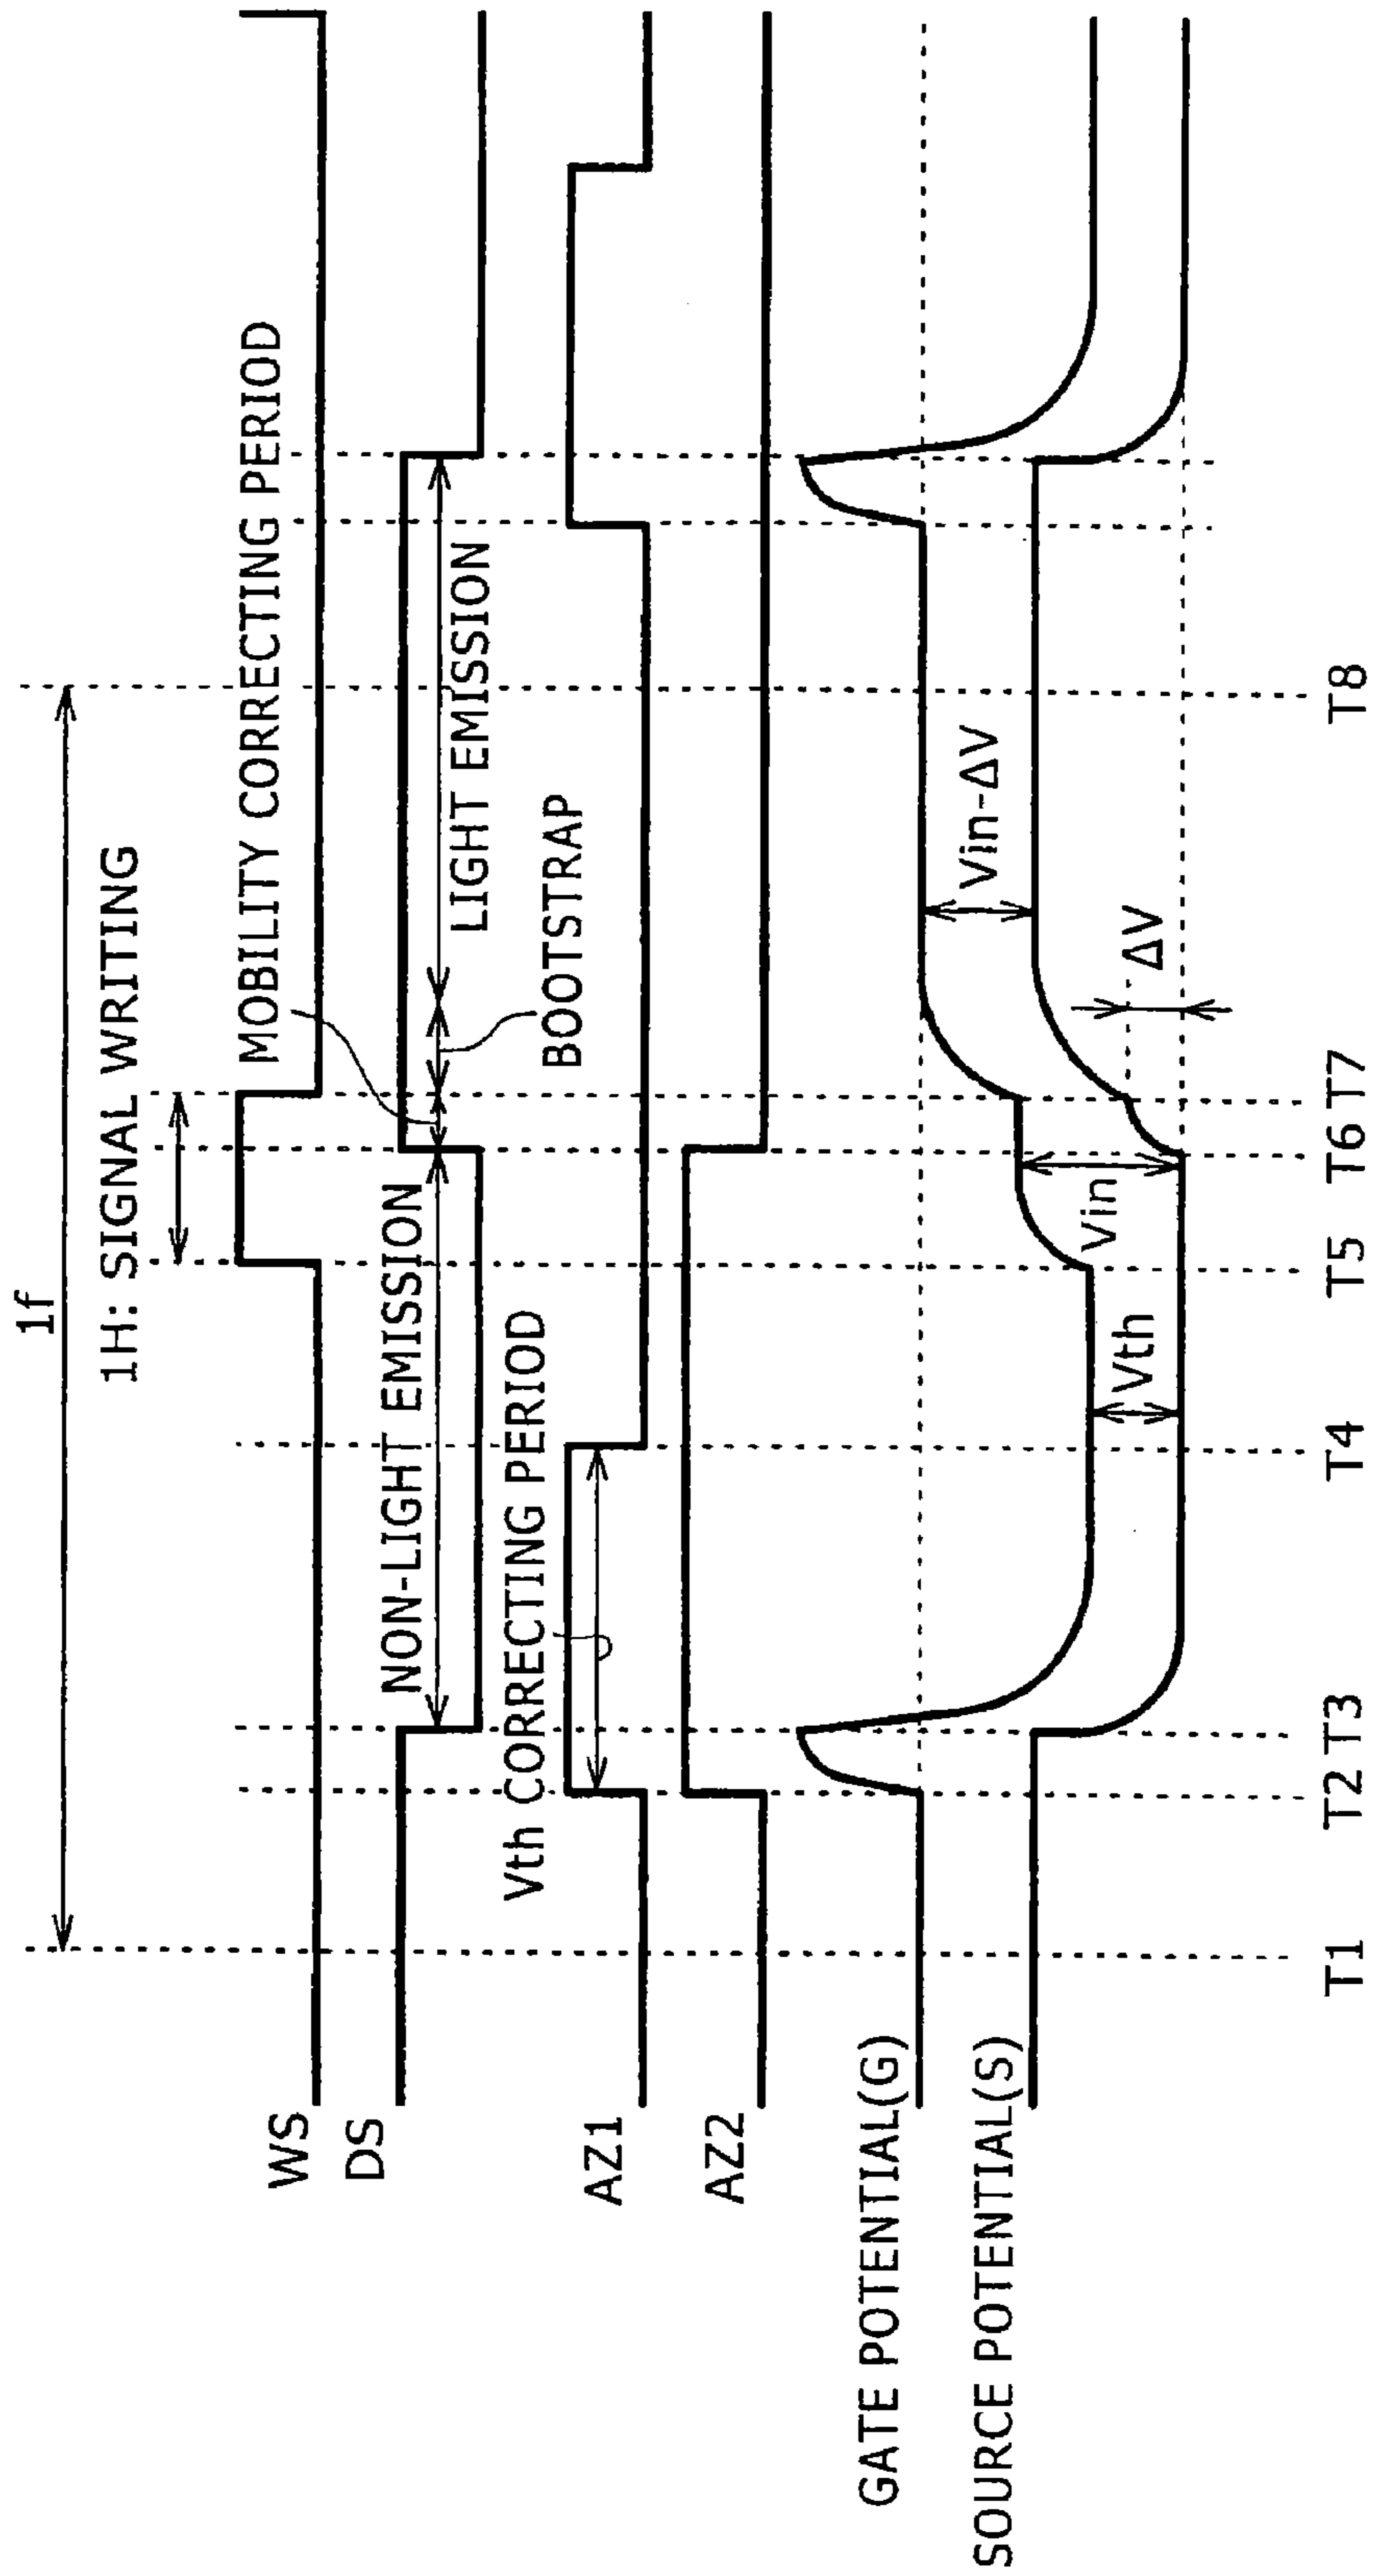 1f
1H: SIGNAL WRITING
MOBILITY CORRECTING PERIOD
WS
DS
NON-LIGHT EMISSION
LIGHT EMISSION
Vth CORRECTING PERIOD
BOOTSTRAP
AZ1
AZ2
GATE POTENTIAL(G)
Vin-ΔV
SOURCE POTENTIAL(S)
Vth
Vin
ΔV
T1 T2 T3 T4 T5 T6 T7 T8